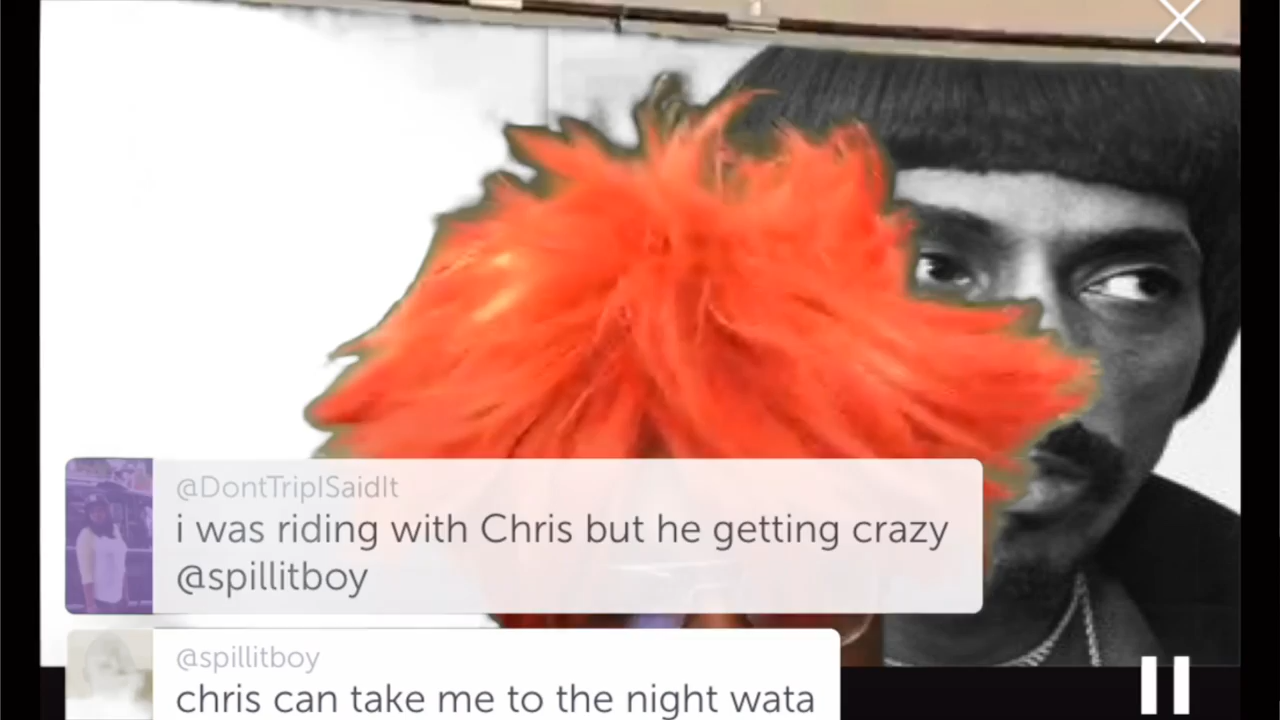 @DontTripISaidIt
i was riding with Chris but he getting crazy
@spillitboy
@spillitboy
chris can take me to the night wata